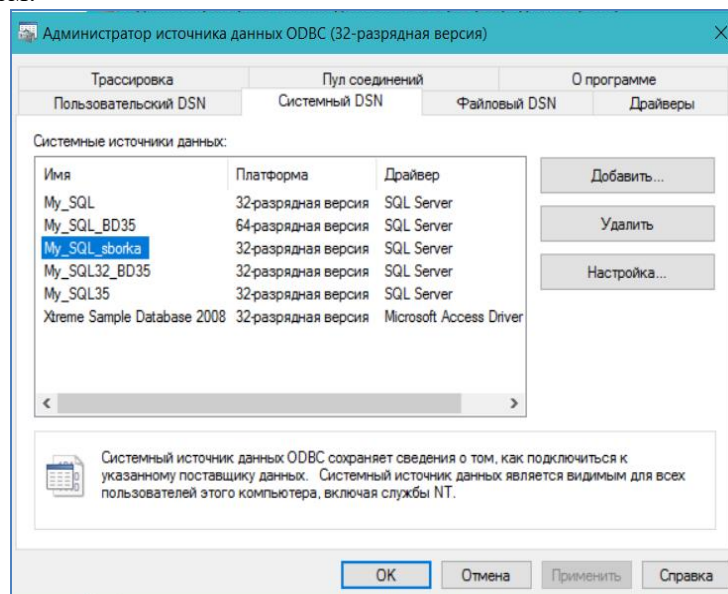 Администратор источника данных ODBC (32-разрядная версия)
Трассировка Пул соединений О программе
Пользовательский DSN Системный DSN Файловый DSN Драйверы
Системные источники данных:
Имя Платформа Драйвер
My_SQL 32-разрядная версия SQL Server
My_SQL_BD35 64-разрядная версия SQL Server
My_SQL_sborka 32-разрядная версия SQL Server
My_SQL32_BD35 32-разрядная версия SQL Server
My_SQL35 32-разрядная версия SQL Server
Xtreme Sample Database 2008 32-разрядная версия Microsoft Access Driver
Добавить...
Удалить
Настройка...
Системный источник данных ODBC сохраняет сведения о том, как подключиться к
указанному поставщику данных. Системный источник данных является видимым для всех
пользователей этого компьютера, включая службы NT.
OK Отмена Применить Справка